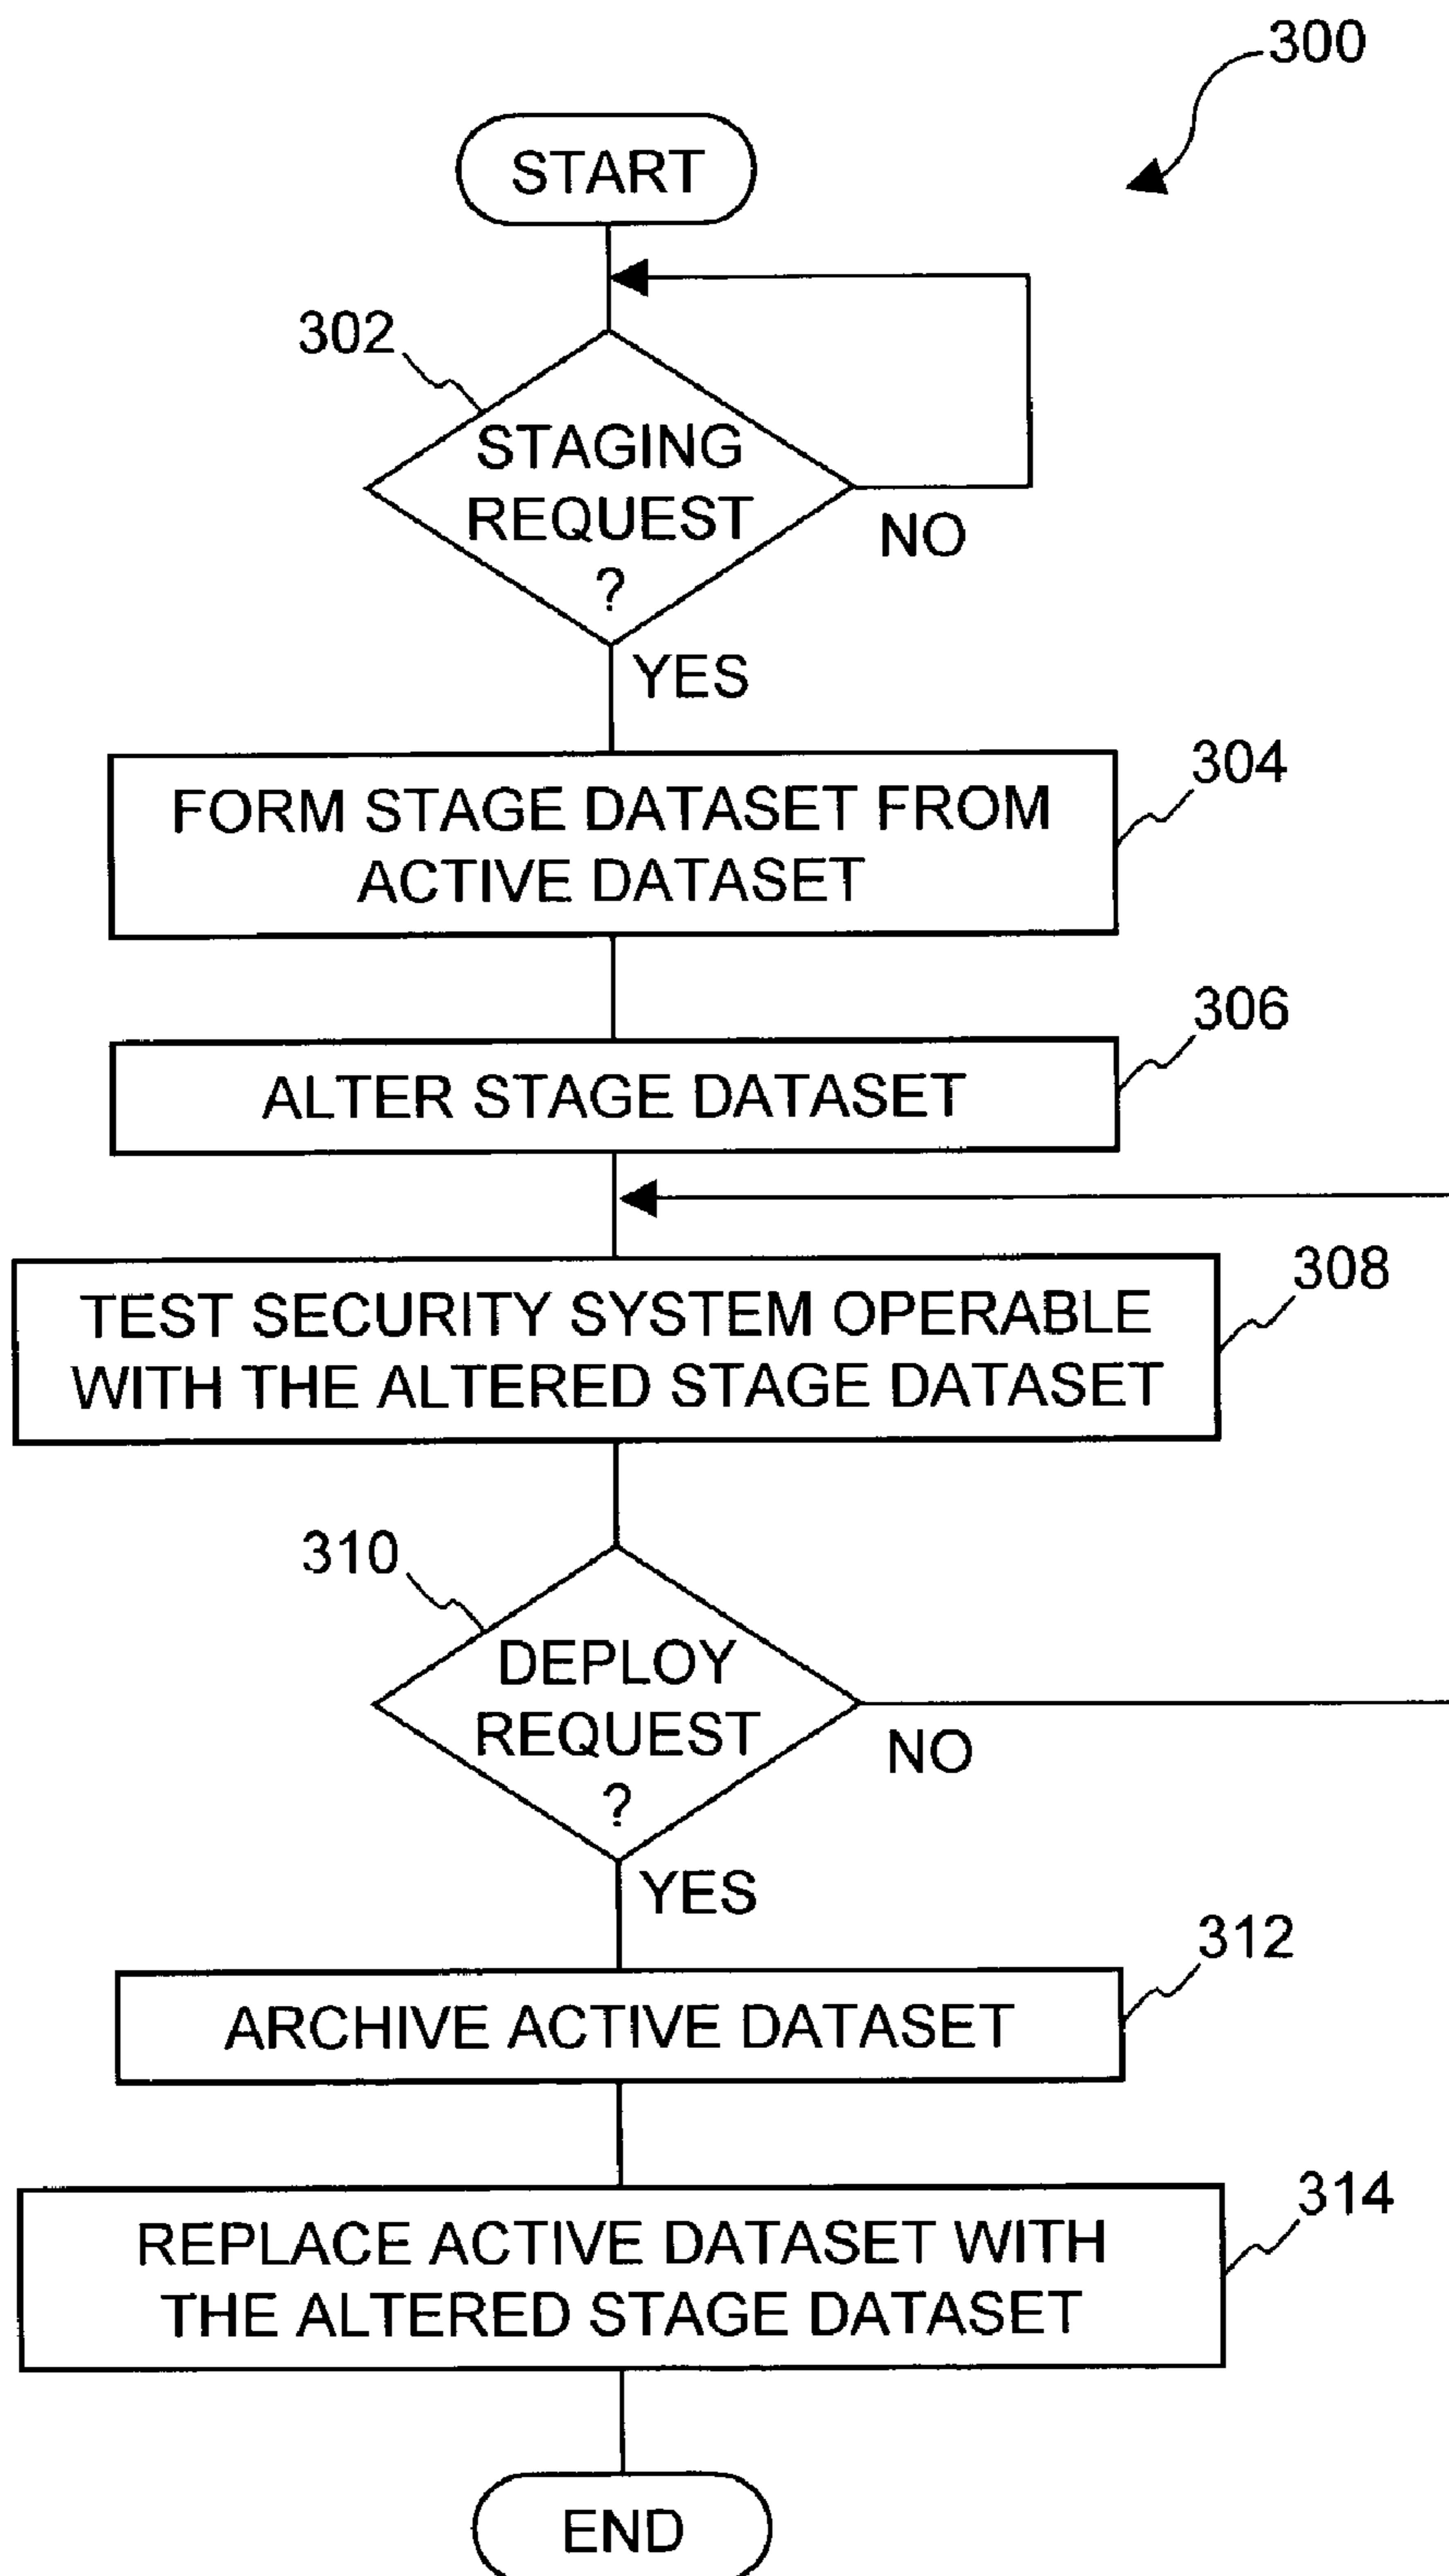 300
START
302
STAGING
REQUEST
?
NO
YES
304
FORM STAGE DATASET FROM
ACTIVE DATASET
306
ALTER STAGE DATASET
308
TEST SECURITY SYSTEM OPERABLE
WITH THE ALTERED STAGE DATASET
310
DEPLOY
REQUEST
?
NO
YES
312
ARCHIVE ACTIVE DATASET
314
REPLACE ACTIVE DATASET WITH
THE ALTERED STAGE DATASET
END